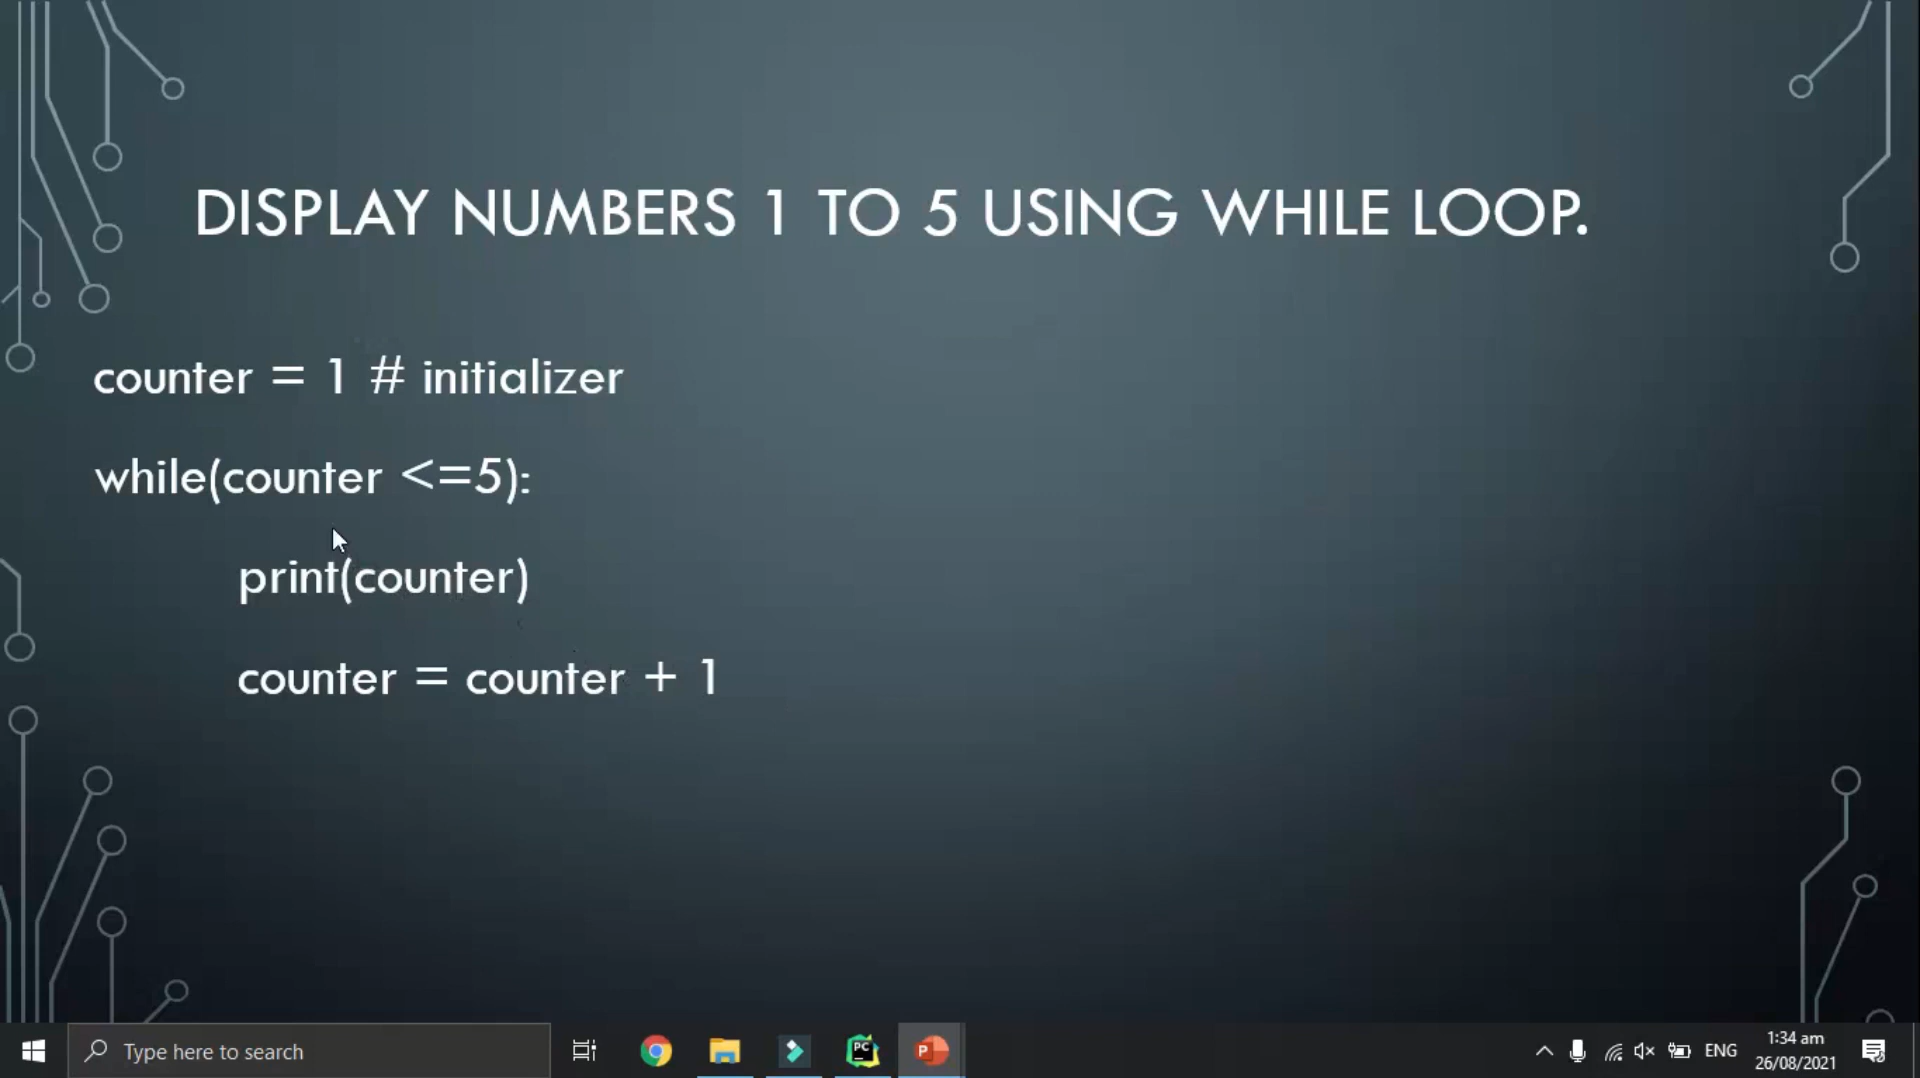 DISPLAY NUMBERS 1 TO 5 USING WHILE LOOP.
counter = 1 # initializer
while(counter <=5):
print(counter)
counter = counter + 1
Type here to search
PC
P
ENG
1:34 am
26/08/2021